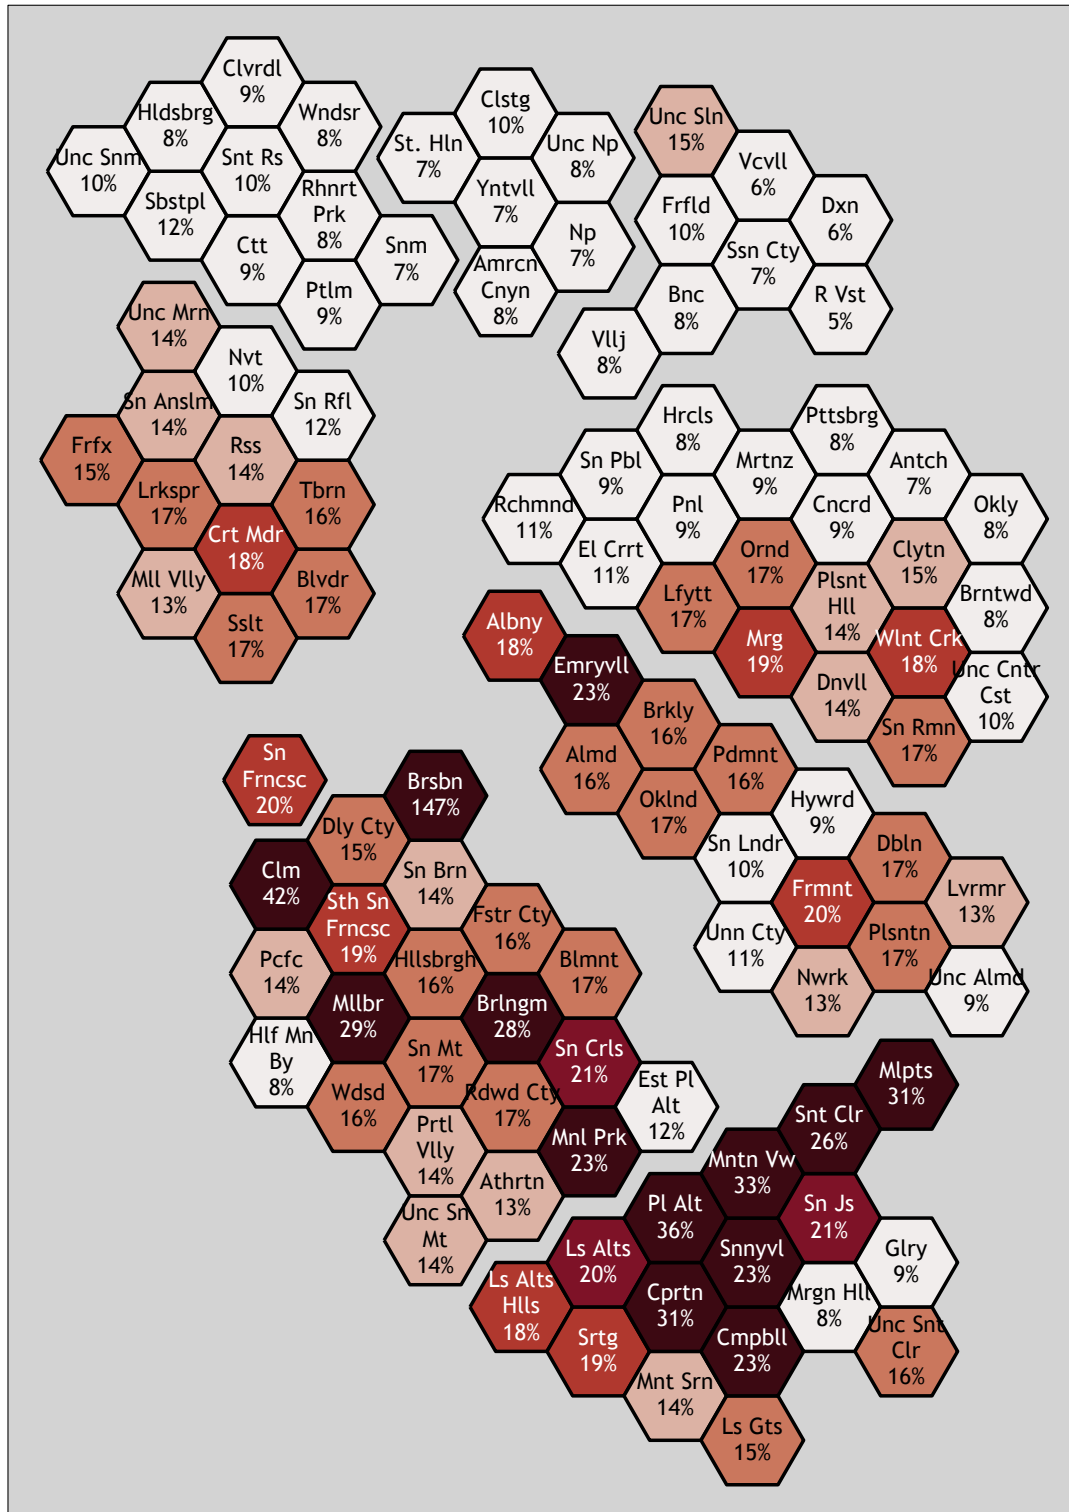 Clvrdl
9%
Hldsbrg
8%
Wndsr
8%
Unc Snm
10%
Snt Rs
10%
Sbstpl
12%
Rhnrt
Prk
8%
Ctt
9%
Snm
7%
Ptlm
9%
Clstg
10%
St. Hln
7%
Unc Np
8%
Yntvll
7%
Np
7%
Amrcn
Cnyn
8%
Unc Sln
15%
Vcvll
6%
Frfld
10%
Dxn
6%
Ssn Cty
7%
Bnc
8%
R Vst
5%
Vllj
8%
Unc Mrn
14%
Nvt
10%
Sn Anslm
14%
Sn Rfl
12%
Frfx
15%
Rss
14%
Lrkspr
17%
Tbrn
16%
Crt Mdr
18%
Mll Vlly
13%
Blvdr
17%
Sslt
17%
Hrcls
8%
Pttsbrg
8%
Sn Pbl
9%
Mrtnz
9%
Antch
7%
Rchmnd
11%
Pnl
9%
Cncrd
9%
Okly
8%
El Crrt
11%
Ornd
17%
Clytn
15%
Lfytt
17%
Plsnt
Hll
14%
Brntwd
8%
Mrg
19%
Wlnt Crk
18%
Dnvll
14%
Unc Cntr
Cst
10%
Sn Rmn
17%
Albny
18%
Emryvll
23%
Brkly
16%
Almd
16%
Pdmnt
16%
Oklnd
17%
Hywrd
9%
Sn Lndr
10%
Dbln
17%
Frmnt
20%
Lvrmr
13%
Unn Cty
11%
Plsntn
17%
Nwrk
13%
Unc Almd
9%
Sn
Frncsc
20%
Brsbn
147%
Dly Cty
15%
Clm
42%
Sn Brn
14%
Sth Sn
Frncsc
19%
Fstr Cty
16%
Pcfc
14%
Hllsbrgh
16%
Blmnt
17%
Mllbr
29%
Brlngm
28%
Hlf Mn
By
8%
Sn Mt
17%
Sn Crls
21%
Wdsd
16%
Rdwd Cty
17%
Est Pl
Alt
12%
Prtl
Vlly
14%
Mnl Prk
23%
Athrtn
13%
Unc Sn
Mt
14%
Mlpts
31%
Snt Clr
26%
Mntn Vw
33%
Pl Alt
36%
Sn Js
21%
Ls Alts
20%
Snnyvl
23%
Glry
9%
Ls Alts
Hlls
18%
Cprtn
31%
Mrgn Hll
8%
Srtg
19%
Cmpbll
23%
Unc Snt
Clr
16%
Mnt Srn
14%
Ls Gts
15%